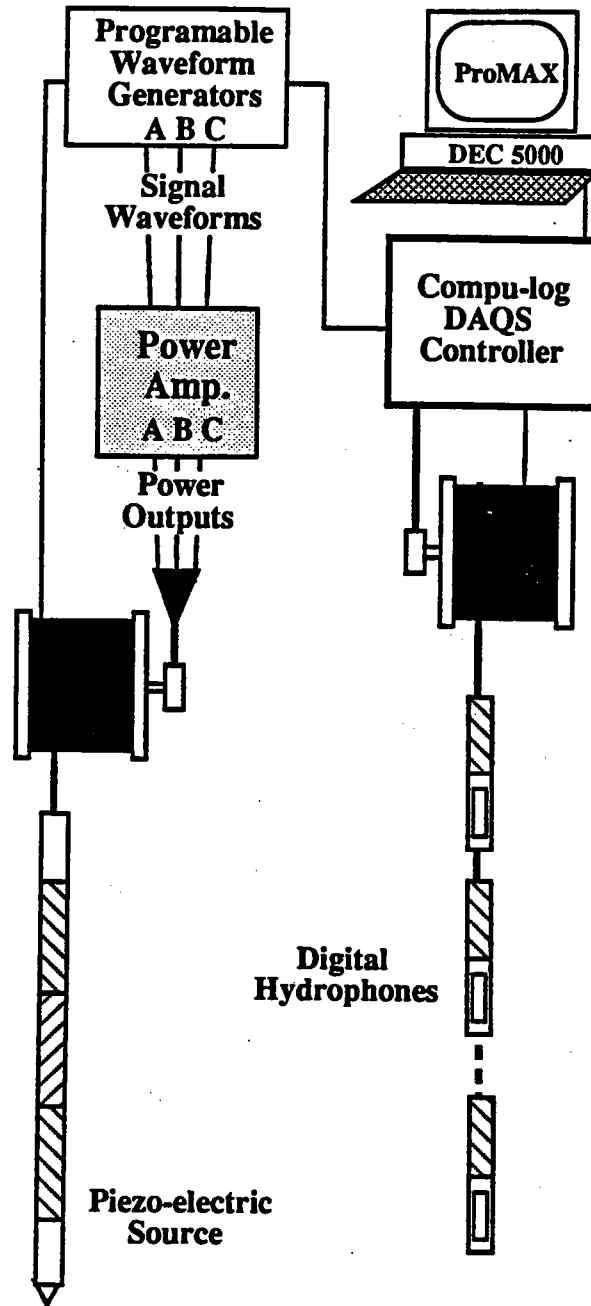 Programable
Waveform
Generators
A B C
Signal
Waveforms
Power
Amp.
A B C
Power
Outputs
Piezo-electric
Source
ProMAX
DEC 5000
Compu-log
DAQS
Controller
Digital
Hydrophones